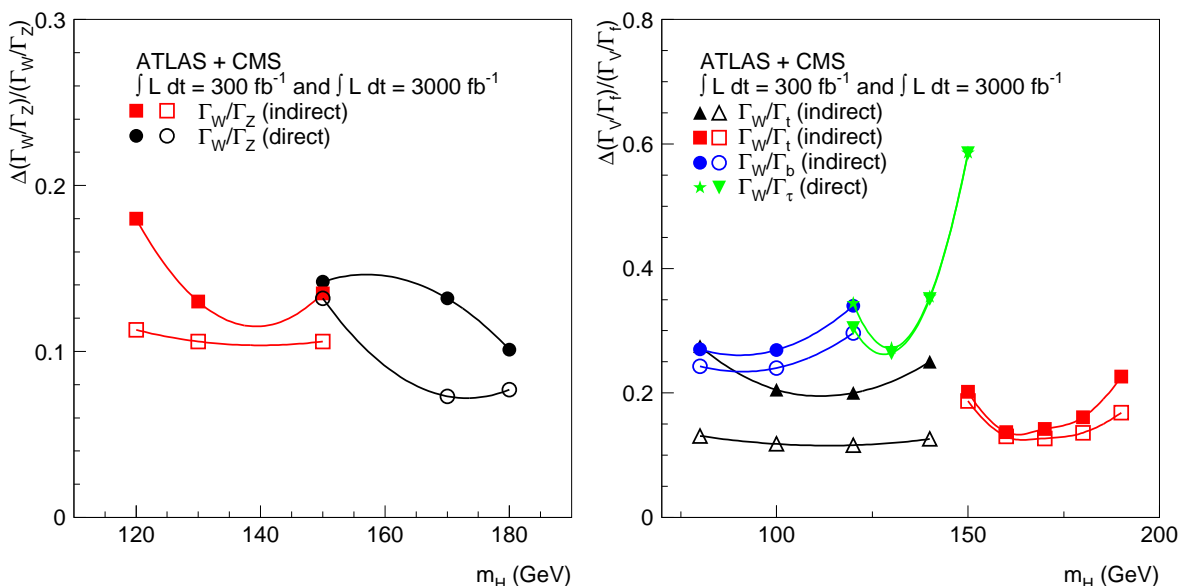 Δ(Γ_W/Γ_Z)/(Γ_W/Γ_Z)
0.3
0.2
0.1
0
ATLAS + CMS
∫ L dt = 300 fb⁻¹ and ∫ L dt = 3000 fb⁻¹
Γ_W/Γ_Z (indirect)
Γ_W/Γ_Z (direct)
120 140 160 180
m_H (GeV)
Δ(Γ_V/Γ_f)/(Γ_V/Γ_f)
0.8
0.6
0.4
0.2
0
ATLAS + CMS
∫ L dt = 300 fb⁻¹ and ∫ L dt = 3000 fb⁻¹
Γ_W/Γ_t (indirect)
Γ_W/Γ_t (indirect)
Γ_W/Γ_b (indirect)
Γ_W/Γ_τ (direct)
100 150 200
m_H (GeV)